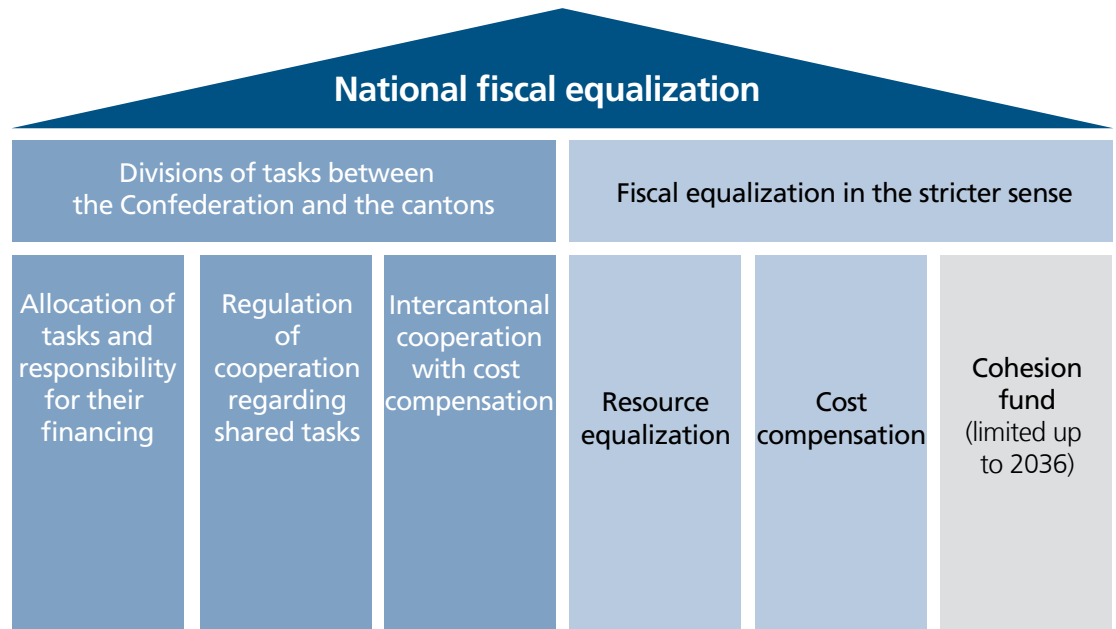 National fiscal equalization
Divisions of tasks between
the Confederation and the cantons
Fiscal equalization in the stricter sense
Allocation of
tasks and
responsibility
for their
financing
Regulation
of
cooperation
regarding
shared tasks
Intercantonal
cooperation
with cost
compensation
Resource
equalization
Cost
compensation
Cohesion
fund
(limited up
to 2036)